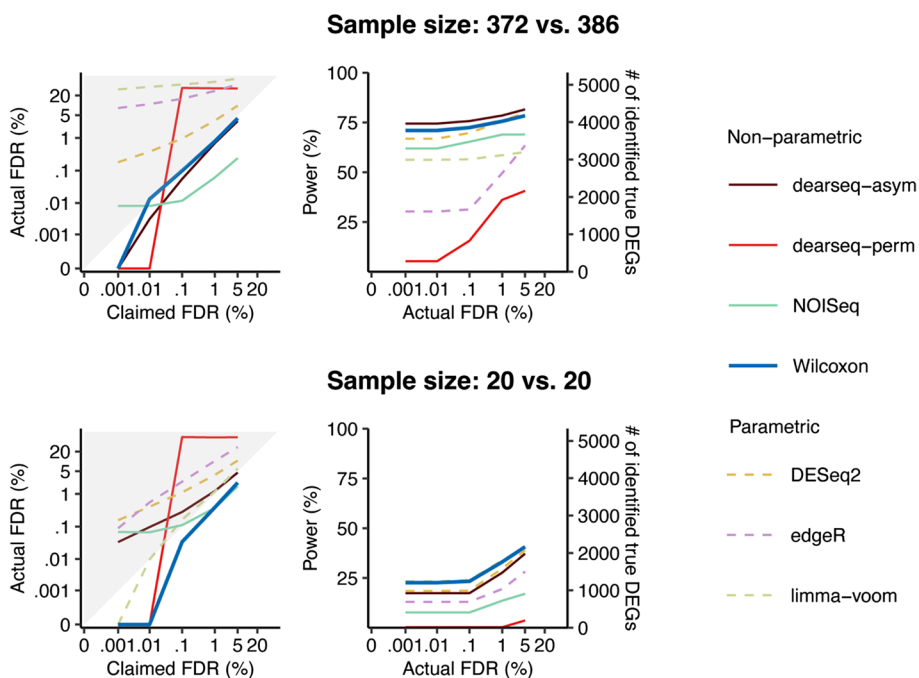 Sample size: 372 vs. 386
Actual FDR (%)
20
5
1
.1
.01
.001
0
0 .001 .01 .1 1 5 20
Claimed FDR (%)
Power (%)
100
75
50
25
0 .001 .01 .1 1 5 20
Actual FDR (%)
5000
4000
3000
2000
1000
0
# of identified true DEGs
Sample size: 20 vs. 20
Actual FDR (%)
20
5
1
.1
.01
.001
0
0 .001 .01 .1 1 5 20
Claimed FDR (%)
Power (%)
100
75
50
25
0 .001 .01 .1 1 5 20
Actual FDR (%)
5000
4000
3000
2000
1000
0
# of identified true DEGs
Non−parametric
dearseq−asym
dearseq−perm
NOISeq
Wilcoxon
Parametric
DESeq2
edgeR
limma−voom